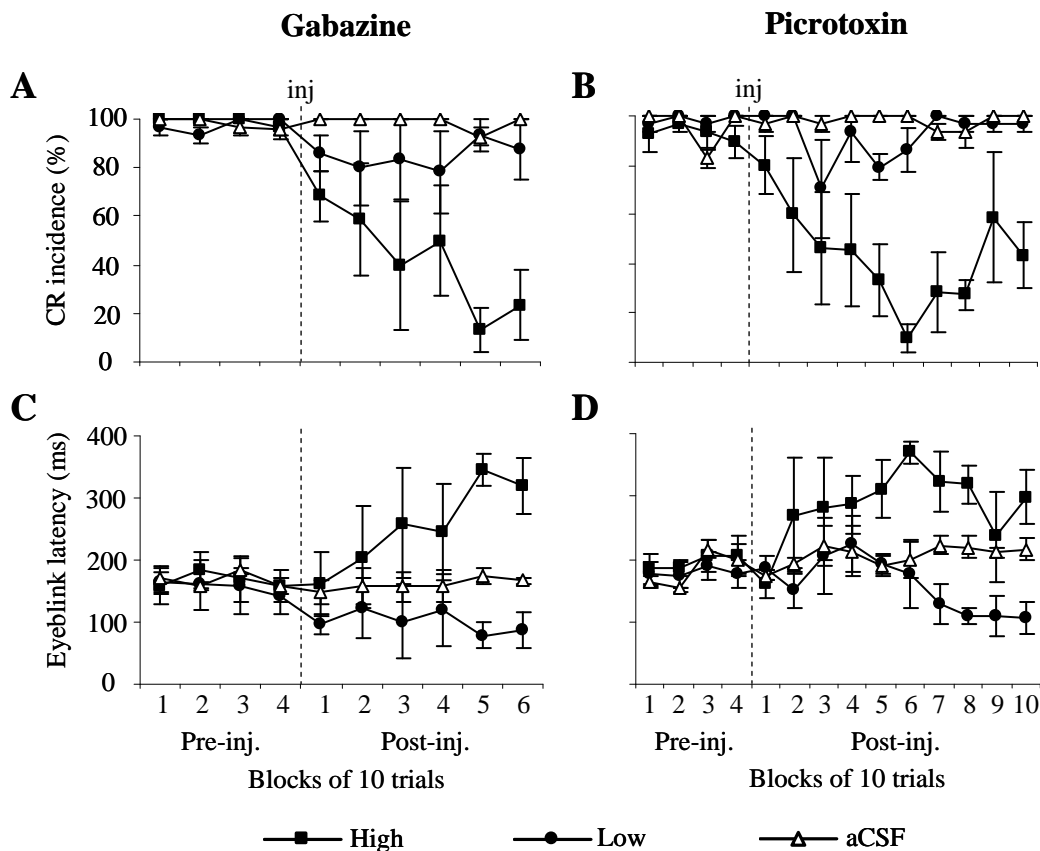 Gabazine
Picrotoxin
A
inj
B
inj
CR incidence (%)
100
80
60
40
20
0
C
D
Eyeblink latency (ms)
400
300
200
100
0
1 2 3 4 1 2 3 4 5 6
1 2 3 4 1 2 3 4 5 6 7 8 9 10
Pre-inj. Post-inj.
Pre-inj. Post-inj.
Blocks of 10 trials
Blocks of 10 trials
High Low aCSF